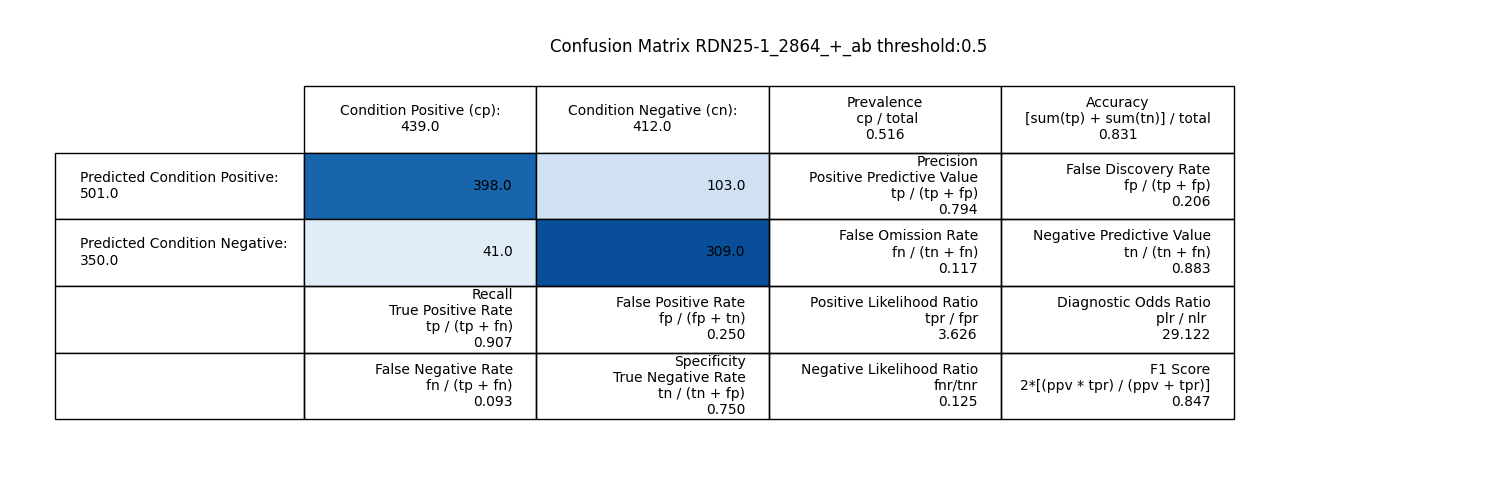 Confusion Matrix RDN25-1_2864_+_ab threshold:0.5
Condition Positive (cp):
439.0
Condition Negative (cn):
412.0
Prevalence
cp / total
0.516
Accuracy
[sum(tp) + sum(tn)] / total
0.831
Predicted Condition Positive:
501.0
398.0
103.0
Precision
Positive Predictive Value
tp / (tp + fp)
0.794
False Discovery Rate
fp / (tp + fp)
0.206
Predicted Condition Negative:
350.0
41.0
309.0
False Omission Rate
fn / (tn + fn)
0.117
Negative Predictive Value
tn / (tn + fn)
0.883
Recall
True Positive Rate
tp / (tp + fn)
0.907
False Positive Rate
fp / (fp + tn)
0.250
Positive Likelihood Ratio
tpr / fpr
3.626
Diagnostic Odds Ratio
plr / nlr
29.122
False Negative Rate
fn / (tp + fn)
0.093
Specificity
True Negative Rate
tn / (tn + fp)
0.750
Negative Likelihood Ratio
fnr/tnr
0.125
F1 Score
2*[(ppv * tpr) / (ppv + tpr)]
0.847